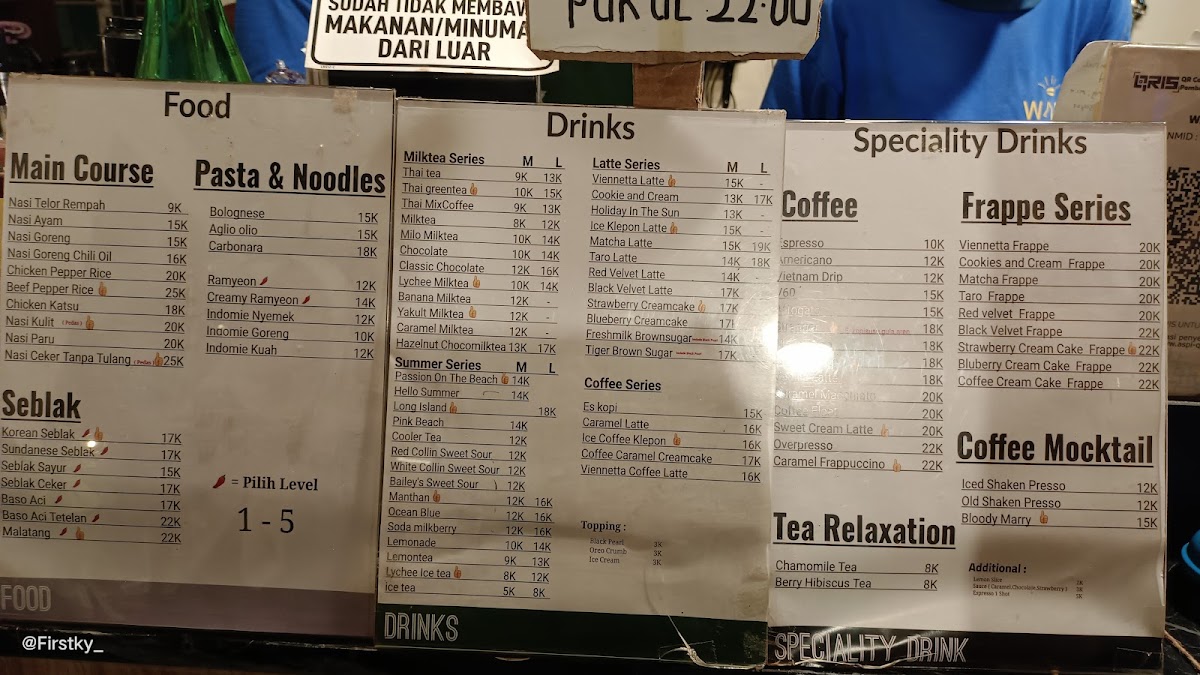 SUDAH TIDAK MEMBAW
MAKANAN/MINUMA
DARI LUAR
PUKUL 22.00
QRIS
Food
Main Course
Nasi Telor Rempah 9K
Nasi Ayam 15K
Nasi Goreng 15K
Nasi Goreng Chili Oil 16K
Chicken Pepper Rice 20K
Beef Pepper Rice 25K
Chicken Katsu 18K
Nasi Kulit (Pedas) 20K
Nasi Paru 20K
Nasi Ceker Tanpa Tulang (Pedas) 25K
Seblak
Korean Seblak 17K
Sundanese Seblak 17K
Seblak Sayur 15K
Seblak Ceker 17K
Baso Aci 17K
Baso Aci Tetelan 22K
Malatang 22K
Pasta & Noodles
Bolognese 15K
Aglio olio 15K
Carbonara 18K
Ramyeon 12K
Creamy Ramyeon 14K
Indomie Nyemek 12K
Indomie Goreng 10K
Indomie Kuah 12K
= Pilih Level
1 - 5
FOOD
Drinks
Milktea Series M L
Thai tea 9K 13K
Thai greentea 10K 15K
Thai MixCoffee 9K 13K
Milktea 8K 12K
Milo Milktea 10K 14K
Chocolate 10K 14K
Classic Chocolate 12K 16K
Lychee Milktea 10K 14K
Banana Milktea 12K -
Yakult Milktea 12K -
Caramel Milktea 12K -
Hazelnut Chocomilktea 13K 17K
Summer Series M L
Passion On The Beach 14K
Hello Summer 14K
Long Island 18K
Pink Beach 14K
Cooler Tea 12K
Red Collin Sweet Sour 12K
White Collin Sweet Sour 12K
Bailey's Sweet Sour 12K
Manthan 12K 16K
Ocean Blue 12K 16K
Soda milkberry 12K 16K
Lemonade 10K 14K
Lemontea 9K 13K
Lychee Ice tea 8K 12K
ice tea 5K 8K
Latte Series M L
Viennetta Latte 15K -
Cookie and Cream 13K 17K
Holiday In The Sun 13K -
Ice Klepon Latte 15K -
Matcha Latte 15K 19K
Taro Latte 14K 18K
Red Velvet Latte 14K -
Black Velvet Latte 17K
Strawberry Creamcake 17K
Blueberry Creamcake 17K
Freshmilk Brownsugar 14K
Tiger Brown Sugar 17K
Coffee Series
Es kopi 15K
Caramel Latte 16K
Ice Coffee Klepon 16K
Coffee Caramel Creamcake 17K
Viennetta Coffee Latte 16K
Topping :
Black Pearl 3K
Oreo Crumb 3K
Ice Cream 3K
DRINKS
Speciality Drinks
Coffee
Espresso 10K
Americano 12K
Vietnam Drip 12K
V60 15K
15K
18K
18K
18K
20K
20K
Sweet Cream Latte 20K
Overpresso 22K
Caramel Frappuccino 22K
Tea Relaxation
Chamomile Tea 8K
Berry Hibiscus Tea 8K
Frappe Series
Viennetta Frappe 20K
Cookies and Cream Frappe 20K
Matcha Frappe 20K
Taro Frappe 20K
Red velvet Frappe 20K
Black Velvet Frappe 22K
Strawberry Cream Cake Frappe 22K
Bluberry Cream Cake Frappe 22K
Coffee Cream Cake Frappe 22K
Coffee Mocktail
Iced Shaken Presso 12K
Old Shaken Presso 12K
Bloody Marry 15K
Additional :
Lemon Slice
Sauce ( Caramel,Chocolate,Strawberry )
Espresso 1 Shot
SPECIALITY DRINK
@Firstky_